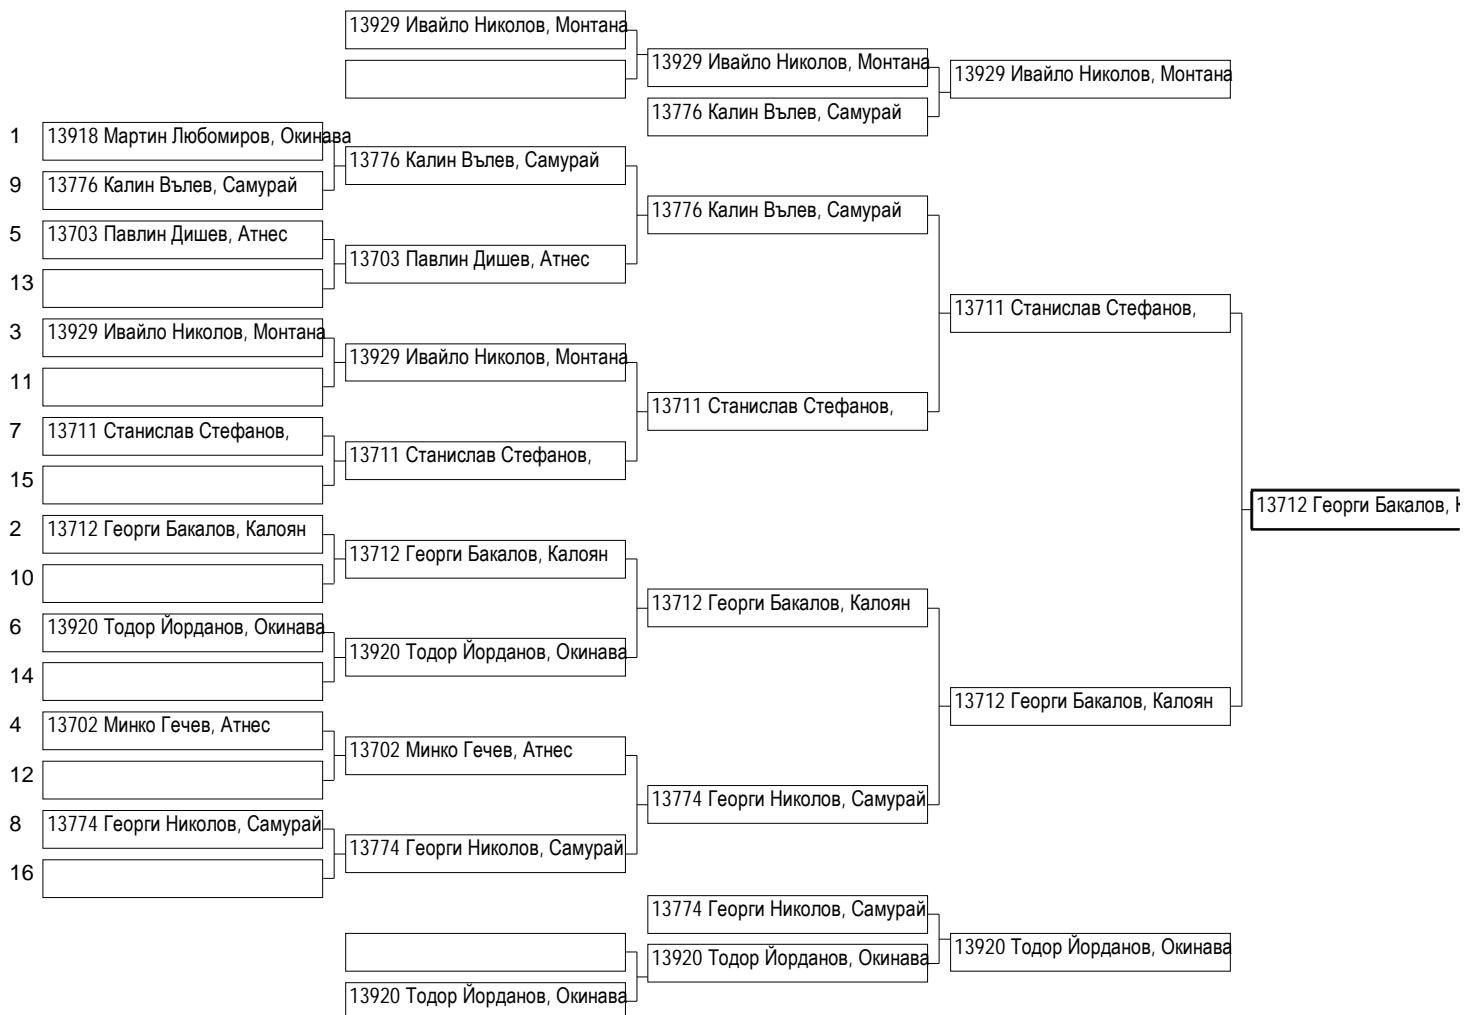 13929 Ивайло Николов, Монтана
13929 Ивайло Николов, Монтана
13929 Ивайло Николов, Монтана
13776 Калин Вълев, Самурай
1 13918 Мартин Любомиров, Окинава
13776 Калин Вълев, Самурай
9 13776 Калин Вълев, Самурай
13776 Калин Вълев, Самурай
5 13703 Павлин Дишев, Атнес
13703 Павлин Дишев, Атнес
13
13711 Станислав Стефанов,
3 13929 Ивайло Николов, Монтана
13929 Ивайло Николов, Монтана
11
13711 Станислав Стефанов,
7 13711 Станислав Стефанов,
13711 Станислав Стефанов,
15
13712 Георги Бакалов,
2 13712 Георги Бакалов, Калоян
13712 Георги Бакалов, Калоян
10
13712 Георги Бакалов, Калоян
6 13920 Тодор Йорданов, Окинава
13920 Тодор Йорданов, Окинава
14
13712 Георги Бакалов, Калоян
4 13702 Минко Гечев, Атнес
13702 Минко Гечев, Атнес
12
13774 Георги Николов, Самурай
8 13774 Георги Николов, Самурай
13774 Георги Николов, Самурай
16
13774 Георги Николов, Самурай
13920 Тодор Йорданов, Окинава
13920 Тодор Йорданов, Окинава
13920 Тодор Йорданов, Окинава